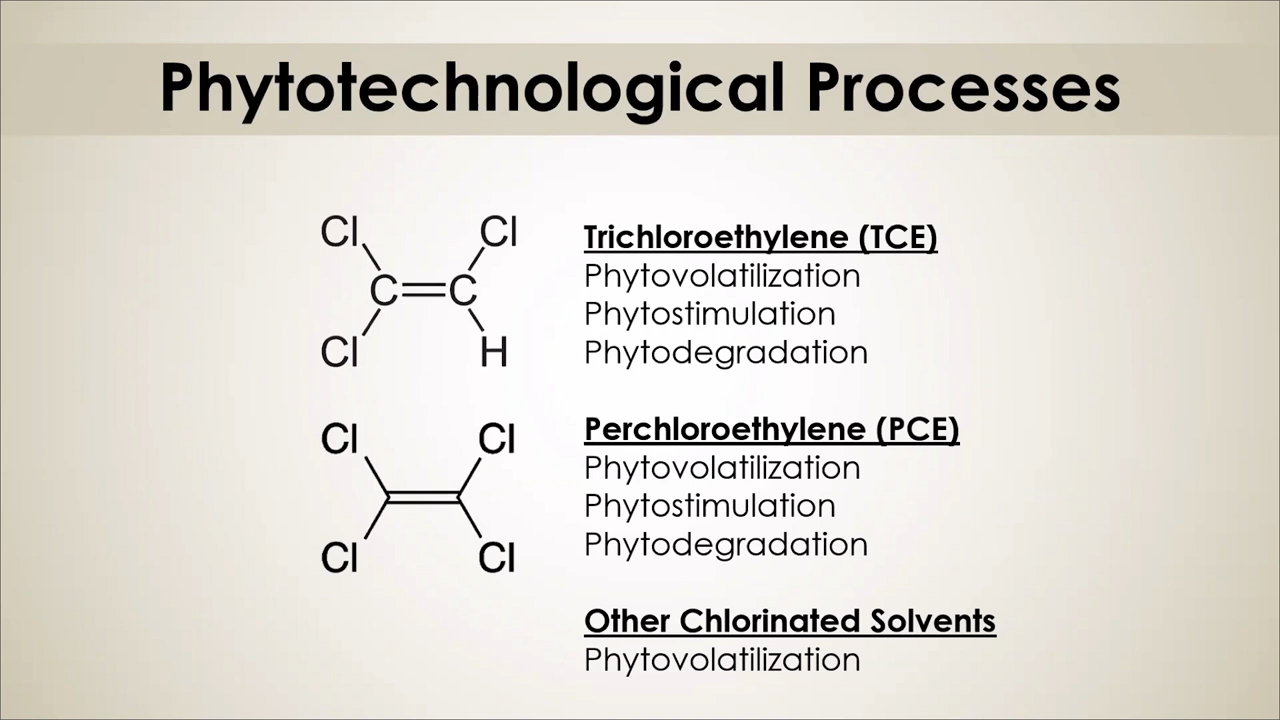 Phytotechnological Processes
Cl Cl
C=C
Cl H
Trichloroethylene (TCE)
Phytovolatilization
Phytostimulation
Phytodegradation
Cl Cl
Cl Cl
Perchloroethylene (PCE)
Phytovolatilization
Phytostimulation
Phytodegradation
Other Chlorinated Solvents
Phytovolatilization